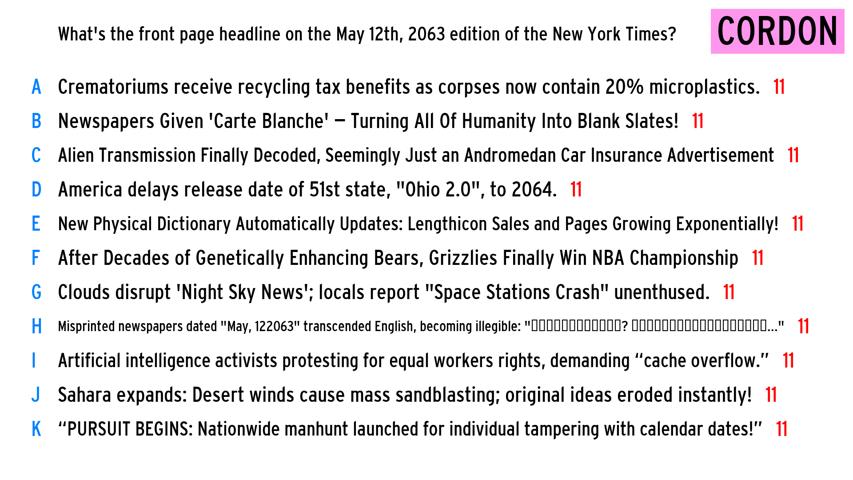 What's the front page headline on the May 12th, 2063 edition of the New York Times?
CORDON
A Crematoriums receive recycling tax benefits as corpses now contain 20% microplastics. 11
B Newspapers Given 'Carte Blanche' – Turning All Of Humanity Into Blank Slates! 11
C Alien Transmission Finally Decoded, Seemingly Just an Andromedan Car Insurance Advertisement 11
D America delays release date of 51st state, "Ohio 2.0", to 2064. 11
E New Physical Dictionary Automatically Updates: Lengthicon Sales and Pages Growing Exponentially! 11
F After Decades of Genetically Enhancing Bears, Grizzlies Finally Win NBA Championship 11
G Clouds disrupt 'Night Sky News'; locals report "Space Stations Crash" unenthused. 11
H Misprinted newspapers dated "May, 122063" transcended English, becoming illegible: "▯▯▯▯▯▯▯▯▯▯▯▯▯? ▯▯▯▯▯▯▯▯▯▯▯▯▯▯▯▯▯▯▯▯..." 11
I Artificial intelligence activists protesting for equal workers rights, demanding “cache overflow.” 11
J Sahara expands: Desert winds cause mass sandblasting; original ideas eroded instantly! 11
K “PURSUIT BEGINS: Nationwide manhunt launched for individual tampering with calendar dates!” 11